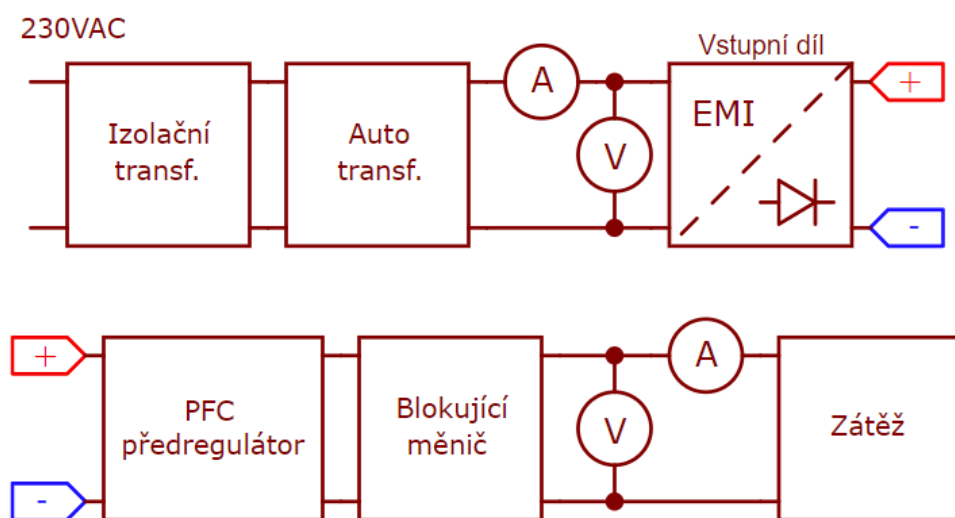 230VAC
Vstupní díl
Izolační
transf.
Auto
transf.
A
V
EMI
+
-
+
-
PFC
předregulátor
Blokující
měnič
V
A
Zátěž